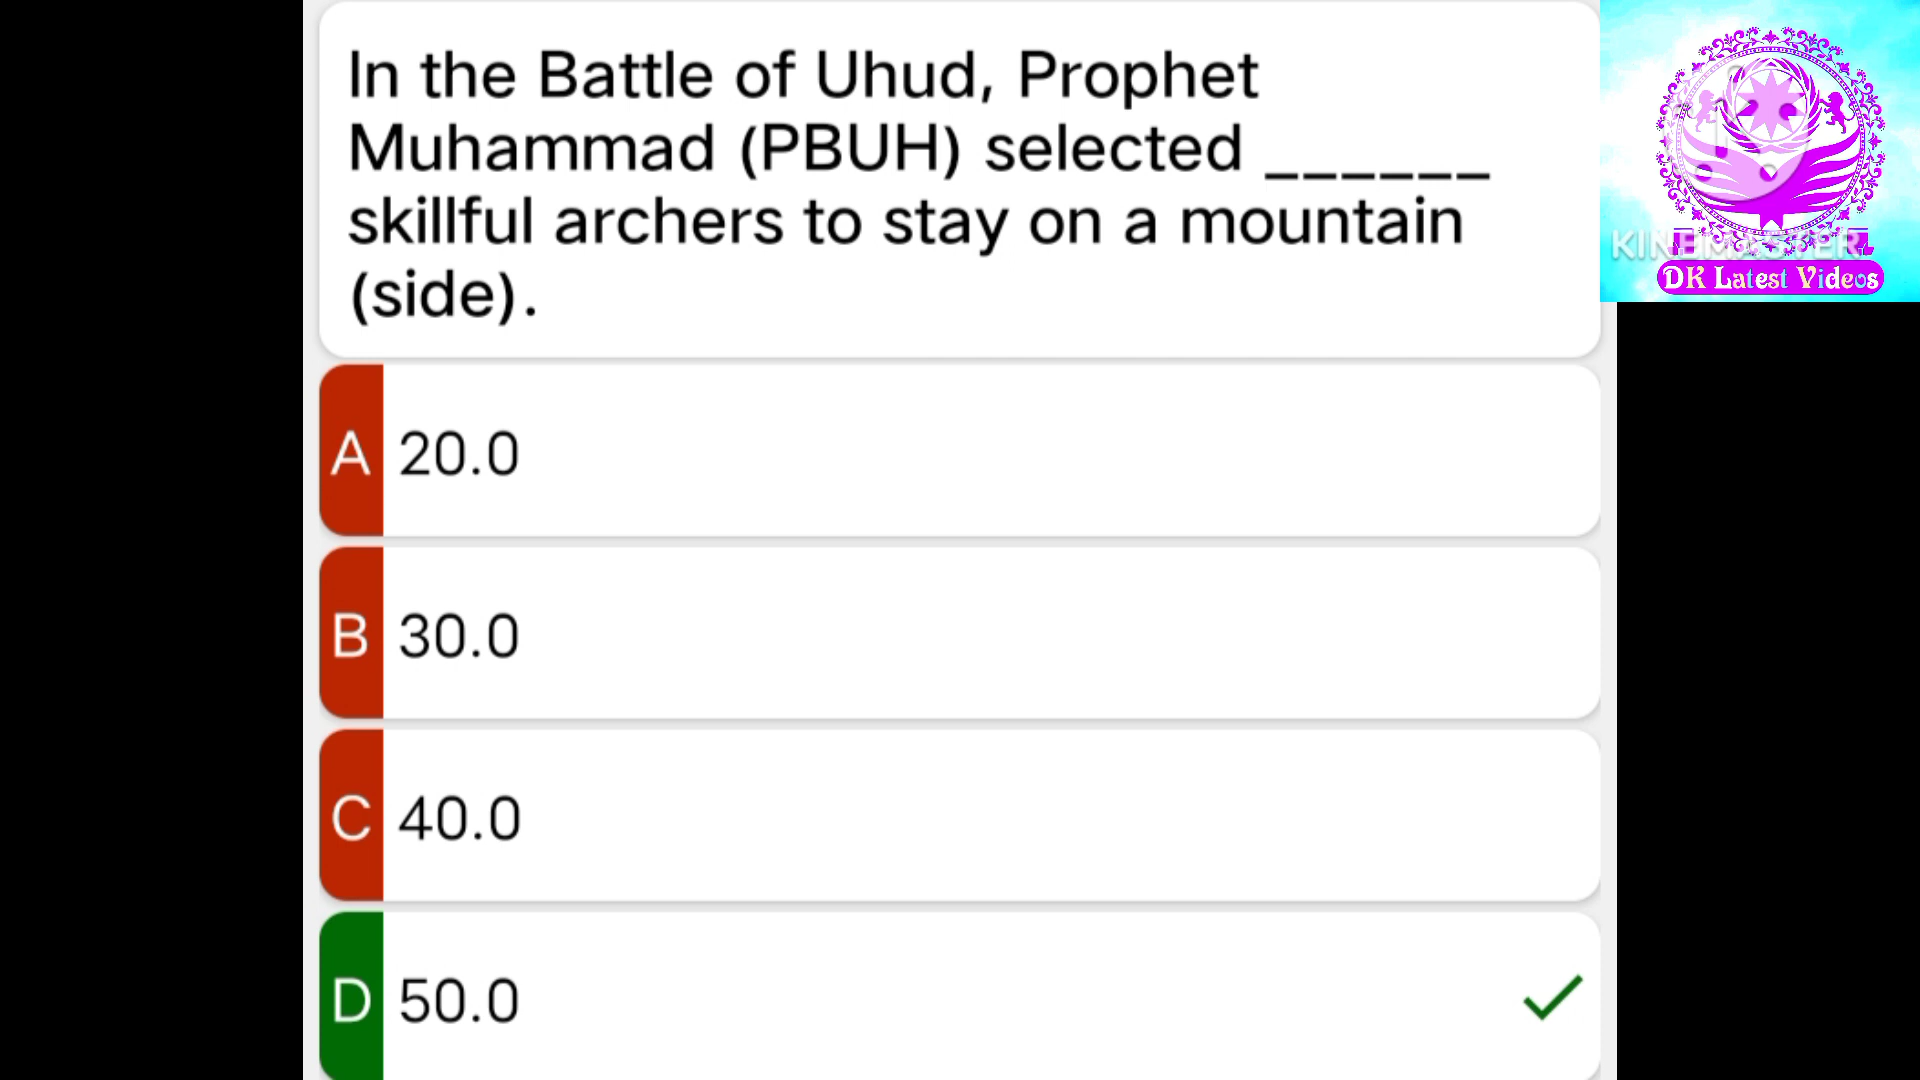 In the Battle of Uhud, Prophet
Muhammad (PBUH) selected ______
skillful archers to stay on a mountain
(side).
A 20.0
B 30.0
C 40.0
D 50.0
KINEMASTER
DK Latest Videos